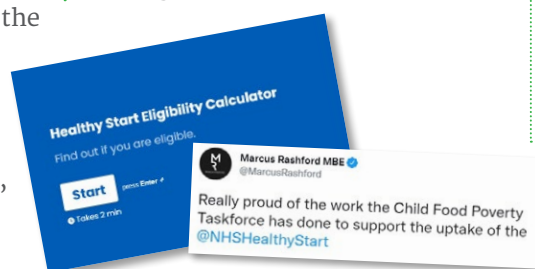 the
Healthy Start Eligibility Calculator
Find out if you are eligible.
Start press Enter
Takes 2 min
,
Marcus Rashford MBE
@MarcusRashford
Really proud of the work the Child Food Poverty
Taskforce has done to support the uptake of the
@NHSHealthyStart